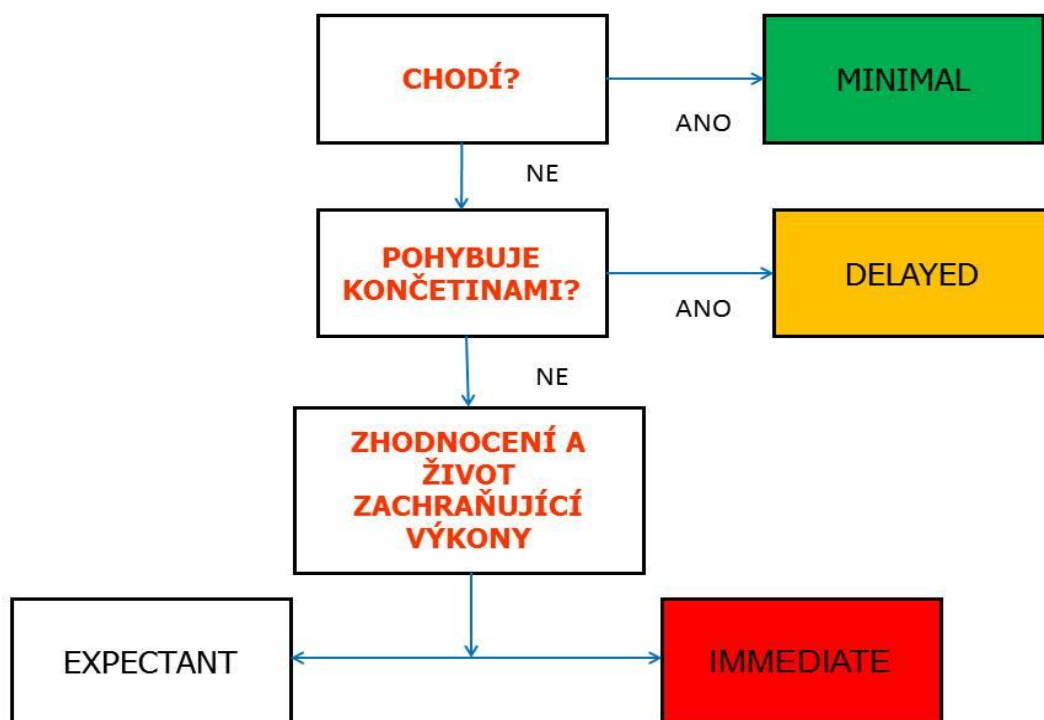 CHODÍ?
MINIMAL
ANO
NE
POHYBUJE
KONČETINAMI?
DELAYED
ANO
NE
ZHODNOCENÍ A
ŽIVOT
ZACHRAŇUJÍCÍ
VÝKONY
EXPECTANT
IMMEDIATE